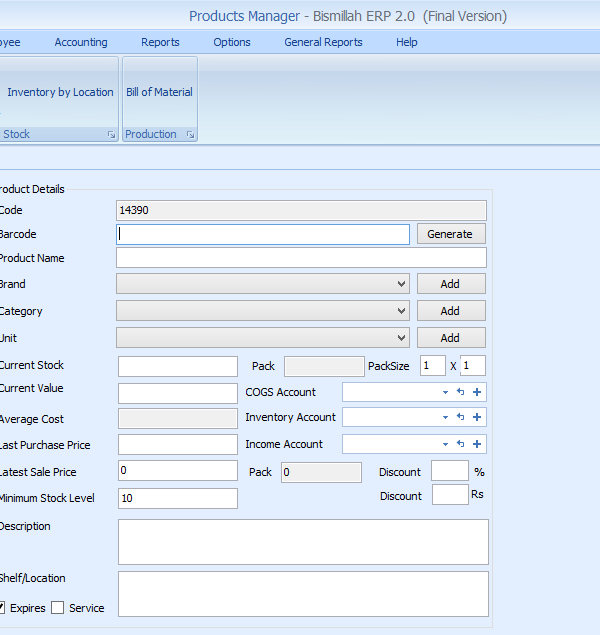 Products Manager - Bismillah ERP 2.0 (Final Version)
oyee Accounting Reports Options General Reports Help
Inventory by Location Bill of Material
Stock Production
roduct Details
Code 14390
Barcode Generate
Product Name
Brand Add
Category Add
Unit Add
Current Stock Pack PackSize 1 X 1
Current Value COGS Account
Average Cost Inventory Account
Last Purchase Price Income Account
Latest Sale Price 0 Pack 0 Discount %
Minimum Stock Level 10 Discount Rs
Description
Shelf/Location
Expires Service